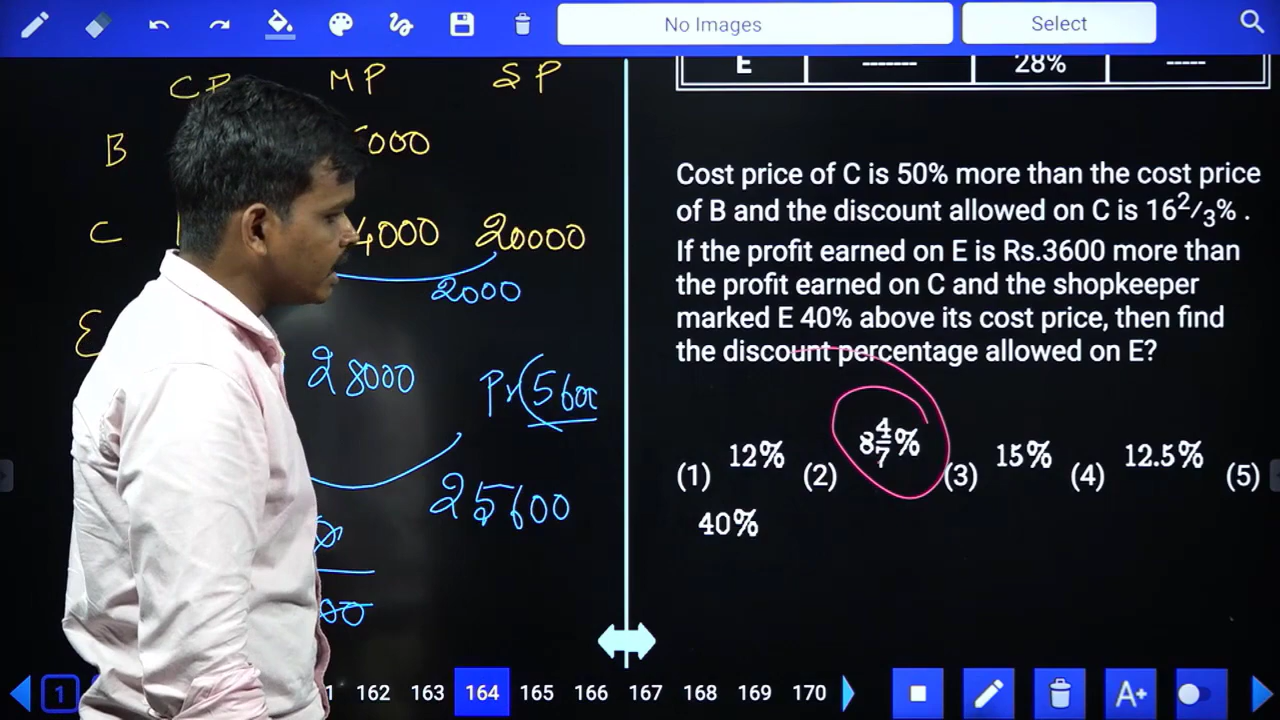 No Images
Select
CP MP SP
B 000
C 4000 20000
2000
E 28000 Pr(5600
25600
00
E ------- 28% -----
Cost price of C is 50% more than the cost price
of B and the discount allowed on C is 16²/₃% .
If the profit earned on E is Rs.3600 more than
the profit earned on C and the shopkeeper
marked E 40% above its cost price, then find
the discount percentage allowed on E?
(1) 12% (2) 8 4/7% (3) 15% (4) 12.5% (5)
40%
1 1 162 163 164 165 166 167 168 169 170
A+